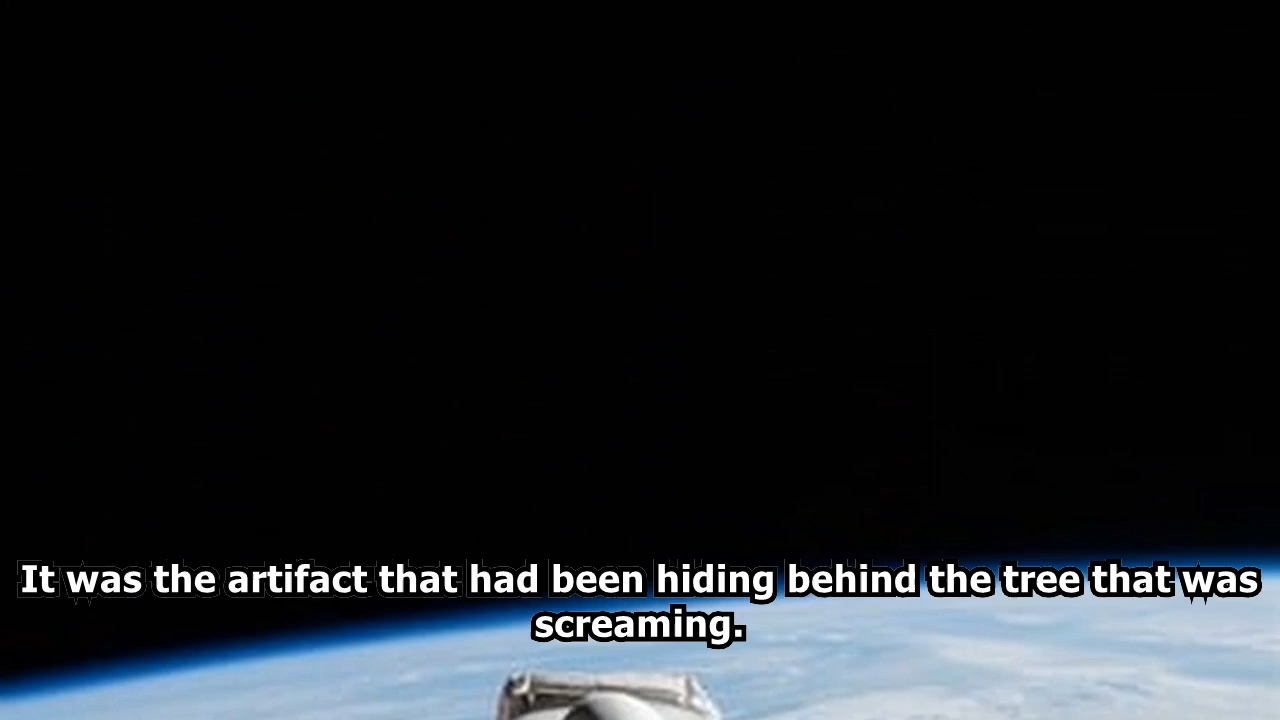 It was the artifact that had been hiding behind the tree that was
screaming.